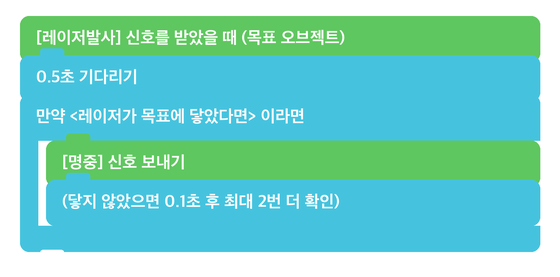 [레이저발사] 신호를 받았을 때 (목표 오브젝트)
0.5초 기다리기
만약 <레이저가 목표에 닿았다면> 이라면
[명중] 신호 보내기
(닿지 않았으면 0.1초 후 최대 2번 더 확인)